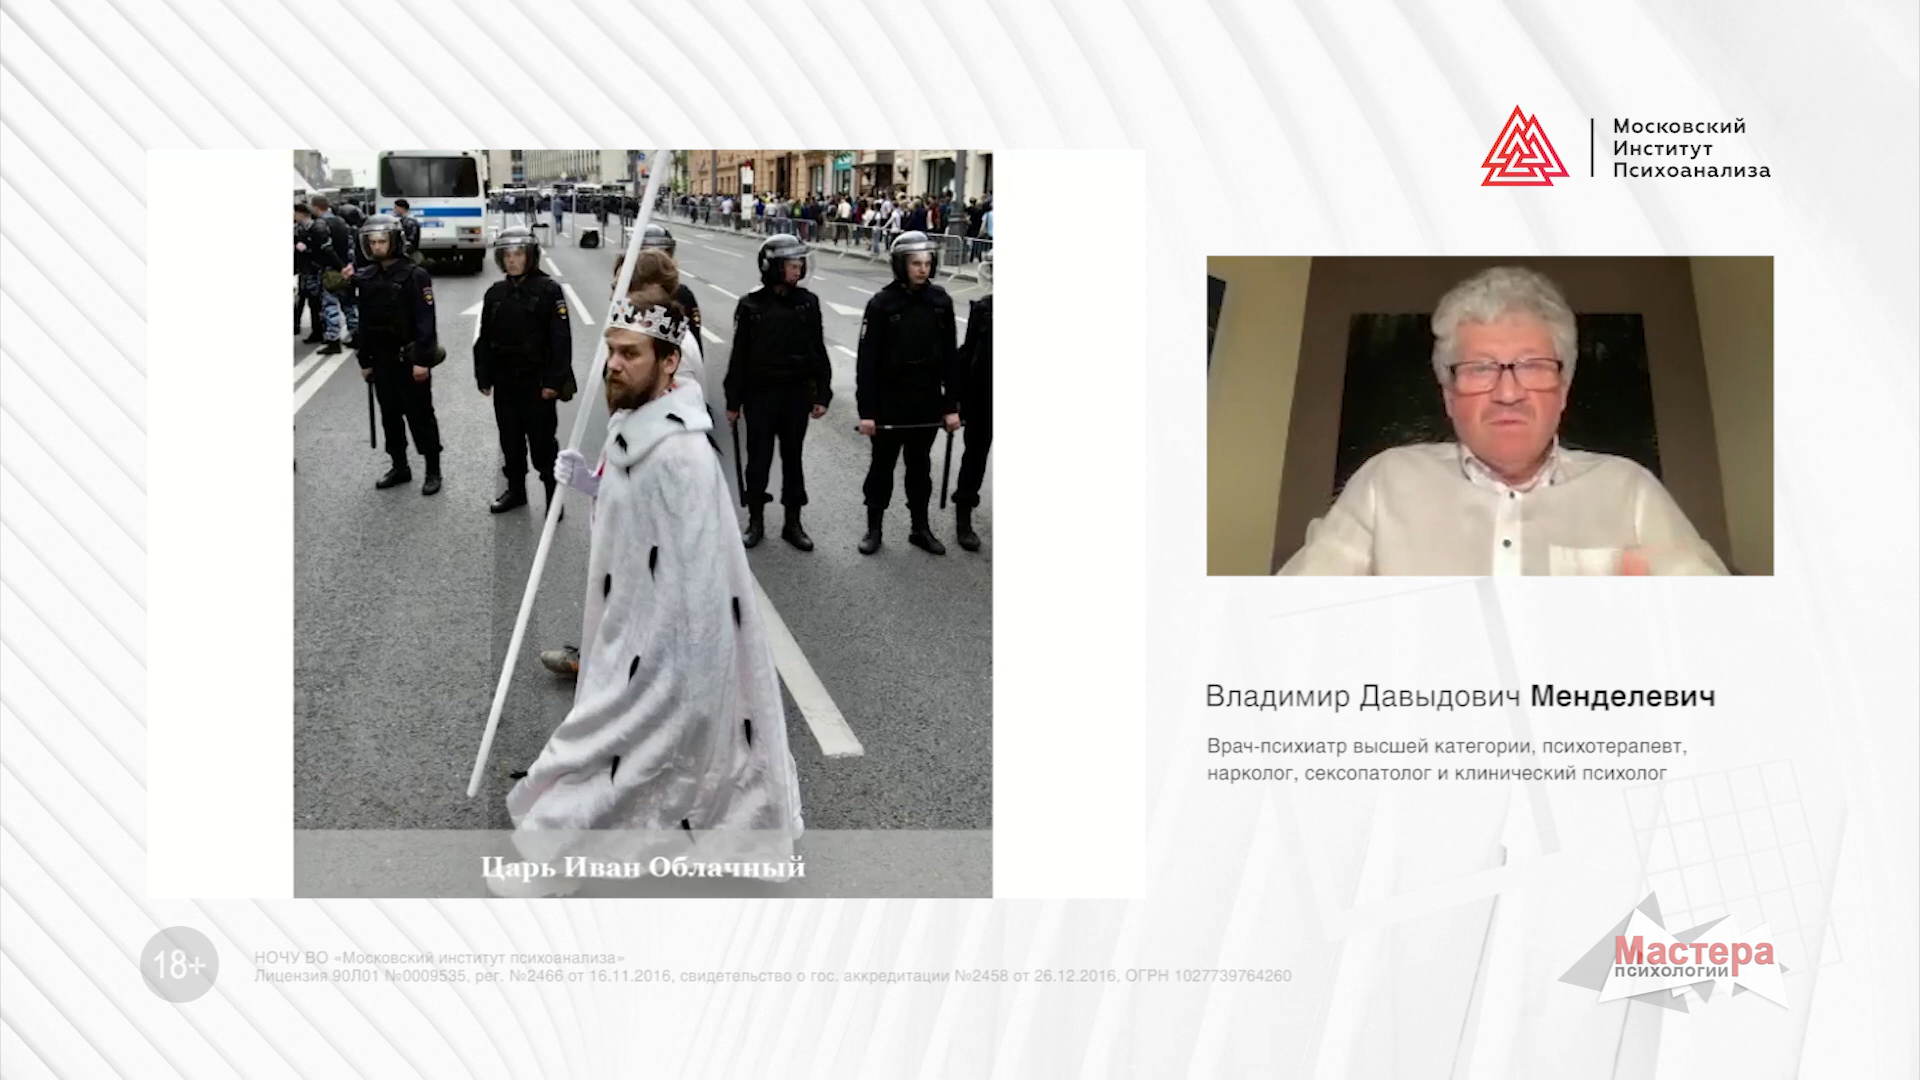 Московский
Институт
Психоанализа
Царь Иван Облачный
Владимир Давыдович Менделевич
Врач-психиатр высшей категории, психотерапевт,
нарколог, сексопатолог и клинический психолог
18+
НОЧУ ВО «Московский институт психоанализа»
Лицензия 90Л01 №0009535, рег. №2466 от 16.11.2016, свидетельство о гос. аккредитации №2458 от 26.12.2016, ОГРН 1027739764260
Мастера
психологии